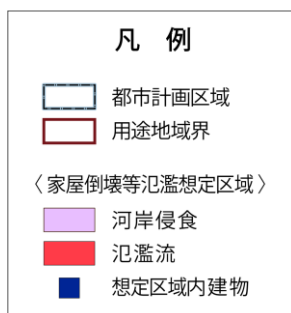 凡 例
都市計画区域
用途地域界
〈 家屋倒壊等氾濫想定区域 〉
河岸侵食
氾濫流
想定区域内建物